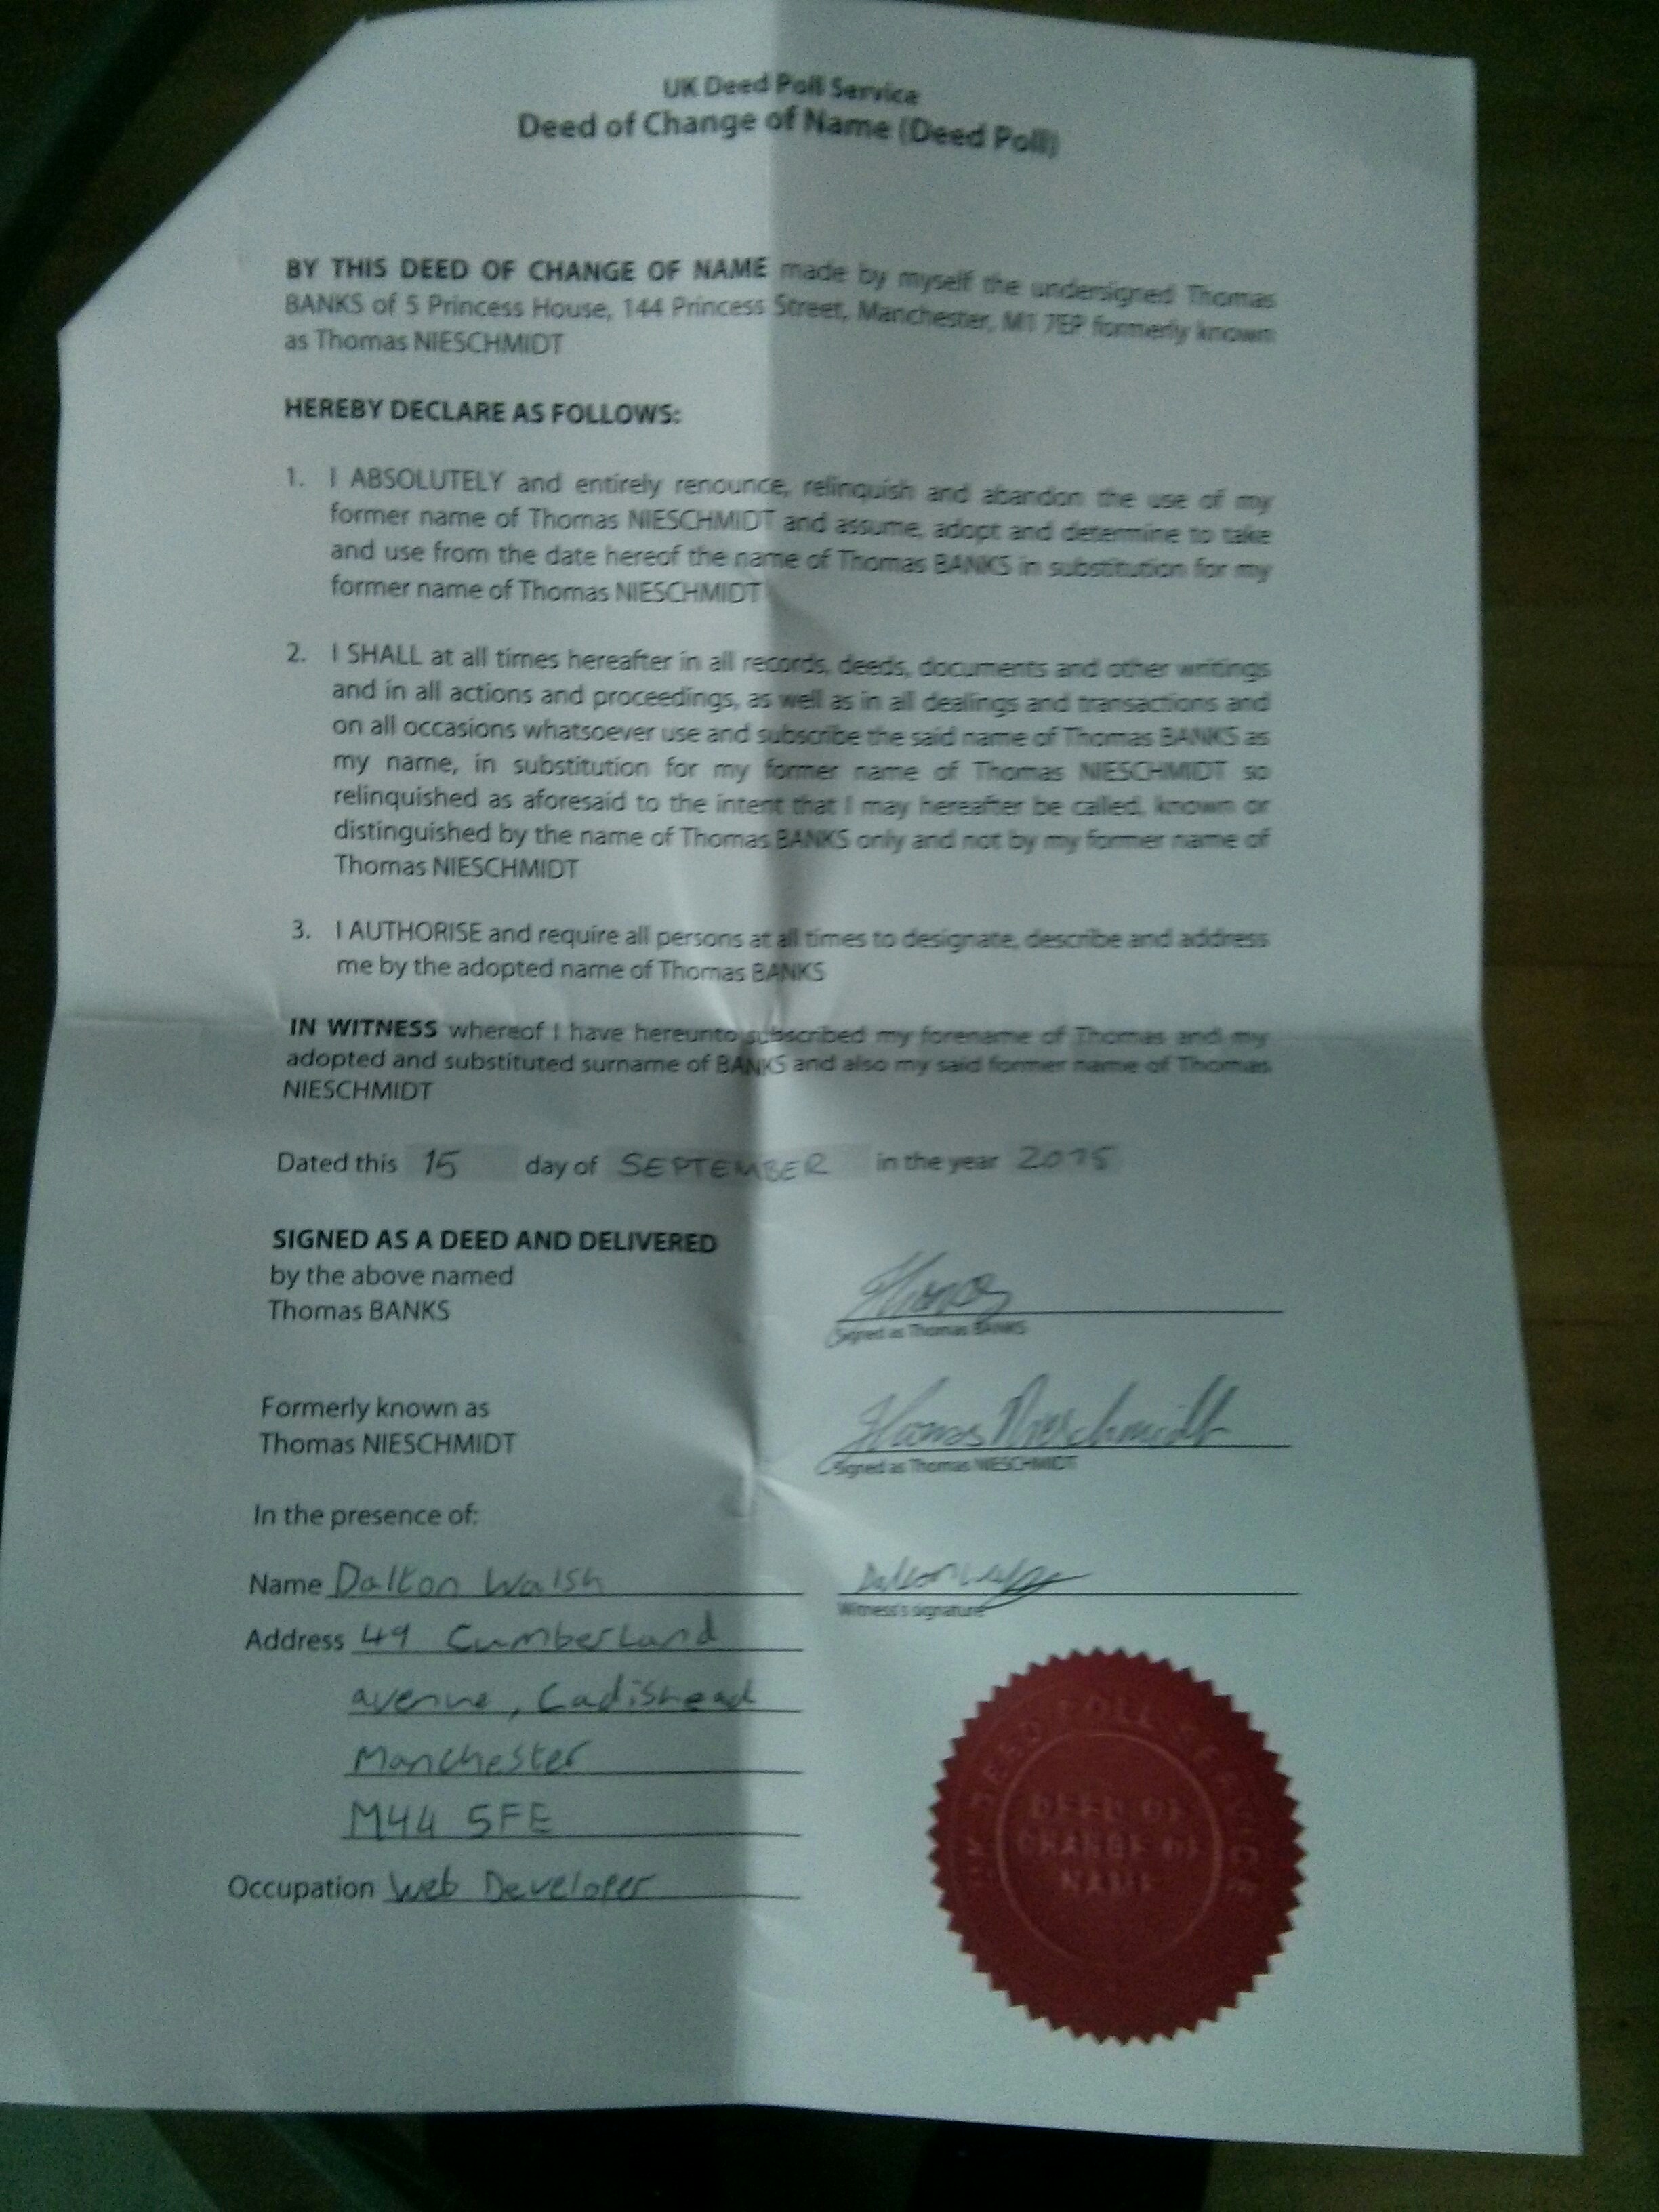 UK Deed Poll Service
Deed of Change of Name (Deed Poll)
BY THIS DEED OF CHANGE OF NAME made by myself the undersigned Thomas
BANKS of 5 Princess House, 144 Princess Street, Manchester, M1 7EP formerly known
as Thomas NIESCHMIDT
HEREBY DECLARE AS FOLLOWS:
1. I ABSOLUTELY and entirely renounce, relinquish and abandon the use of my
former name of Thomas NIESCHMIDT and assume, adopt and determine to take
and use from the date hereof the name of Thomas BANKS in substitution for my
former name of Thomas NIESCHMIDT
2. I SHALL at all times hereafter in all records, deeds, documents and other writings
and in all actions and proceedings, as well as in all dealings and transactions and
on all occasions whatsoever use and subscribe the said name of Thomas BANKS as
my name, in substitution for my former name of Thomas NIESCHMIDT so
relinquished as aforesaid to the intent that I may hereafter be called, known or
distinguished by the name of Thomas BANKS only and not by my former name of
Thomas NIESCHMIDT
3. I AUTHORISE and require all persons at all times to designate, describe and address
me by the adopted name of Thomas BANKS
IN WITNESS whereof I have hereunto subscribed my forename of Thomas and my
adopted and substituted surname of BANKS and also my said former name of Thomas
NIESCHMIDT
Dated this 15 day of SEPTEMBER in the year 2015
SIGNED AS A DEED AND DELIVERED
by the above named
Thomas BANKS
Thomas
Signed as Thomas BANKS
Formerly known as
Thomas NIESCHMIDT
Thomas Nieschmidt
Signed as Thomas NIESCHMIDT
In the presence of:
Name Dalton Walsh
Witness's signature
Address 49 Cumberland
avenue, Cadishead
Manchester
M44 5FE
Occupation Web Developer
UK DEED POLL SERVICE
DEED OF
CHANGE OF
NAME